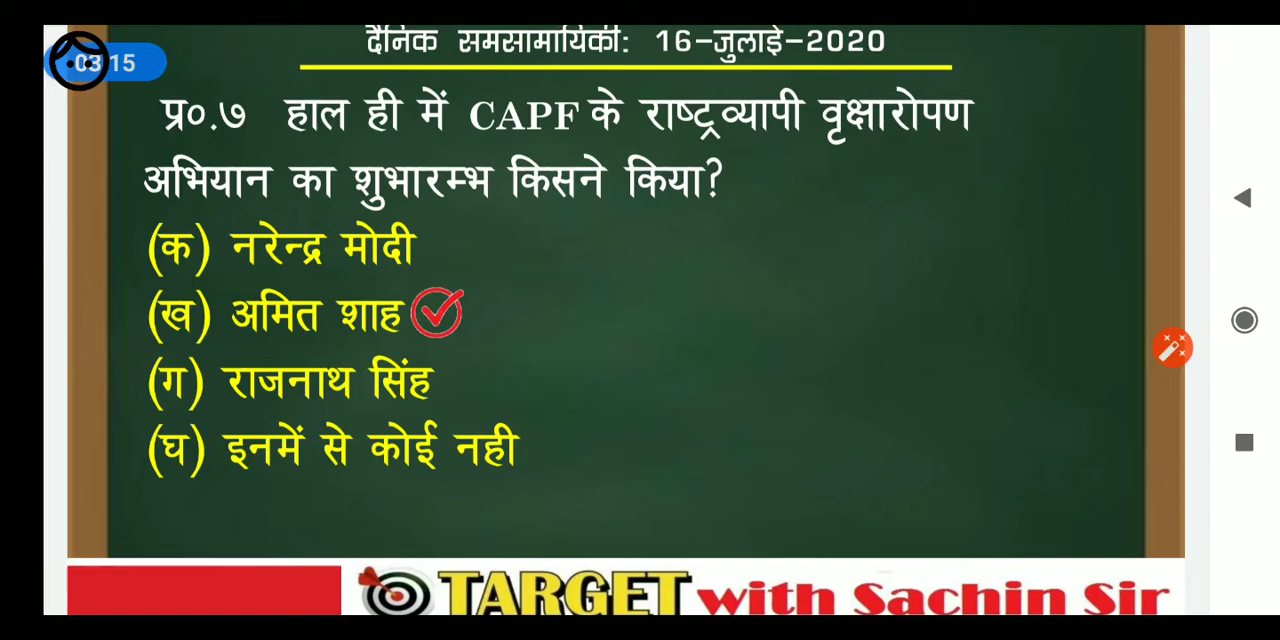 दैनिक समसामायिकी: 16-जुलाई-2020
03:15
प्र०.७ हाल ही में CAPF के राष्ट्रव्यापी वृक्षारोपण
अभियान का शुभारम्भ किसने किया?
(क) नरेन्द्र मोदी
(ख) अमित शाह
(ग) राजनाथ सिंह
(घ) इनमें से कोई नही
TARGET with Sachin Sir